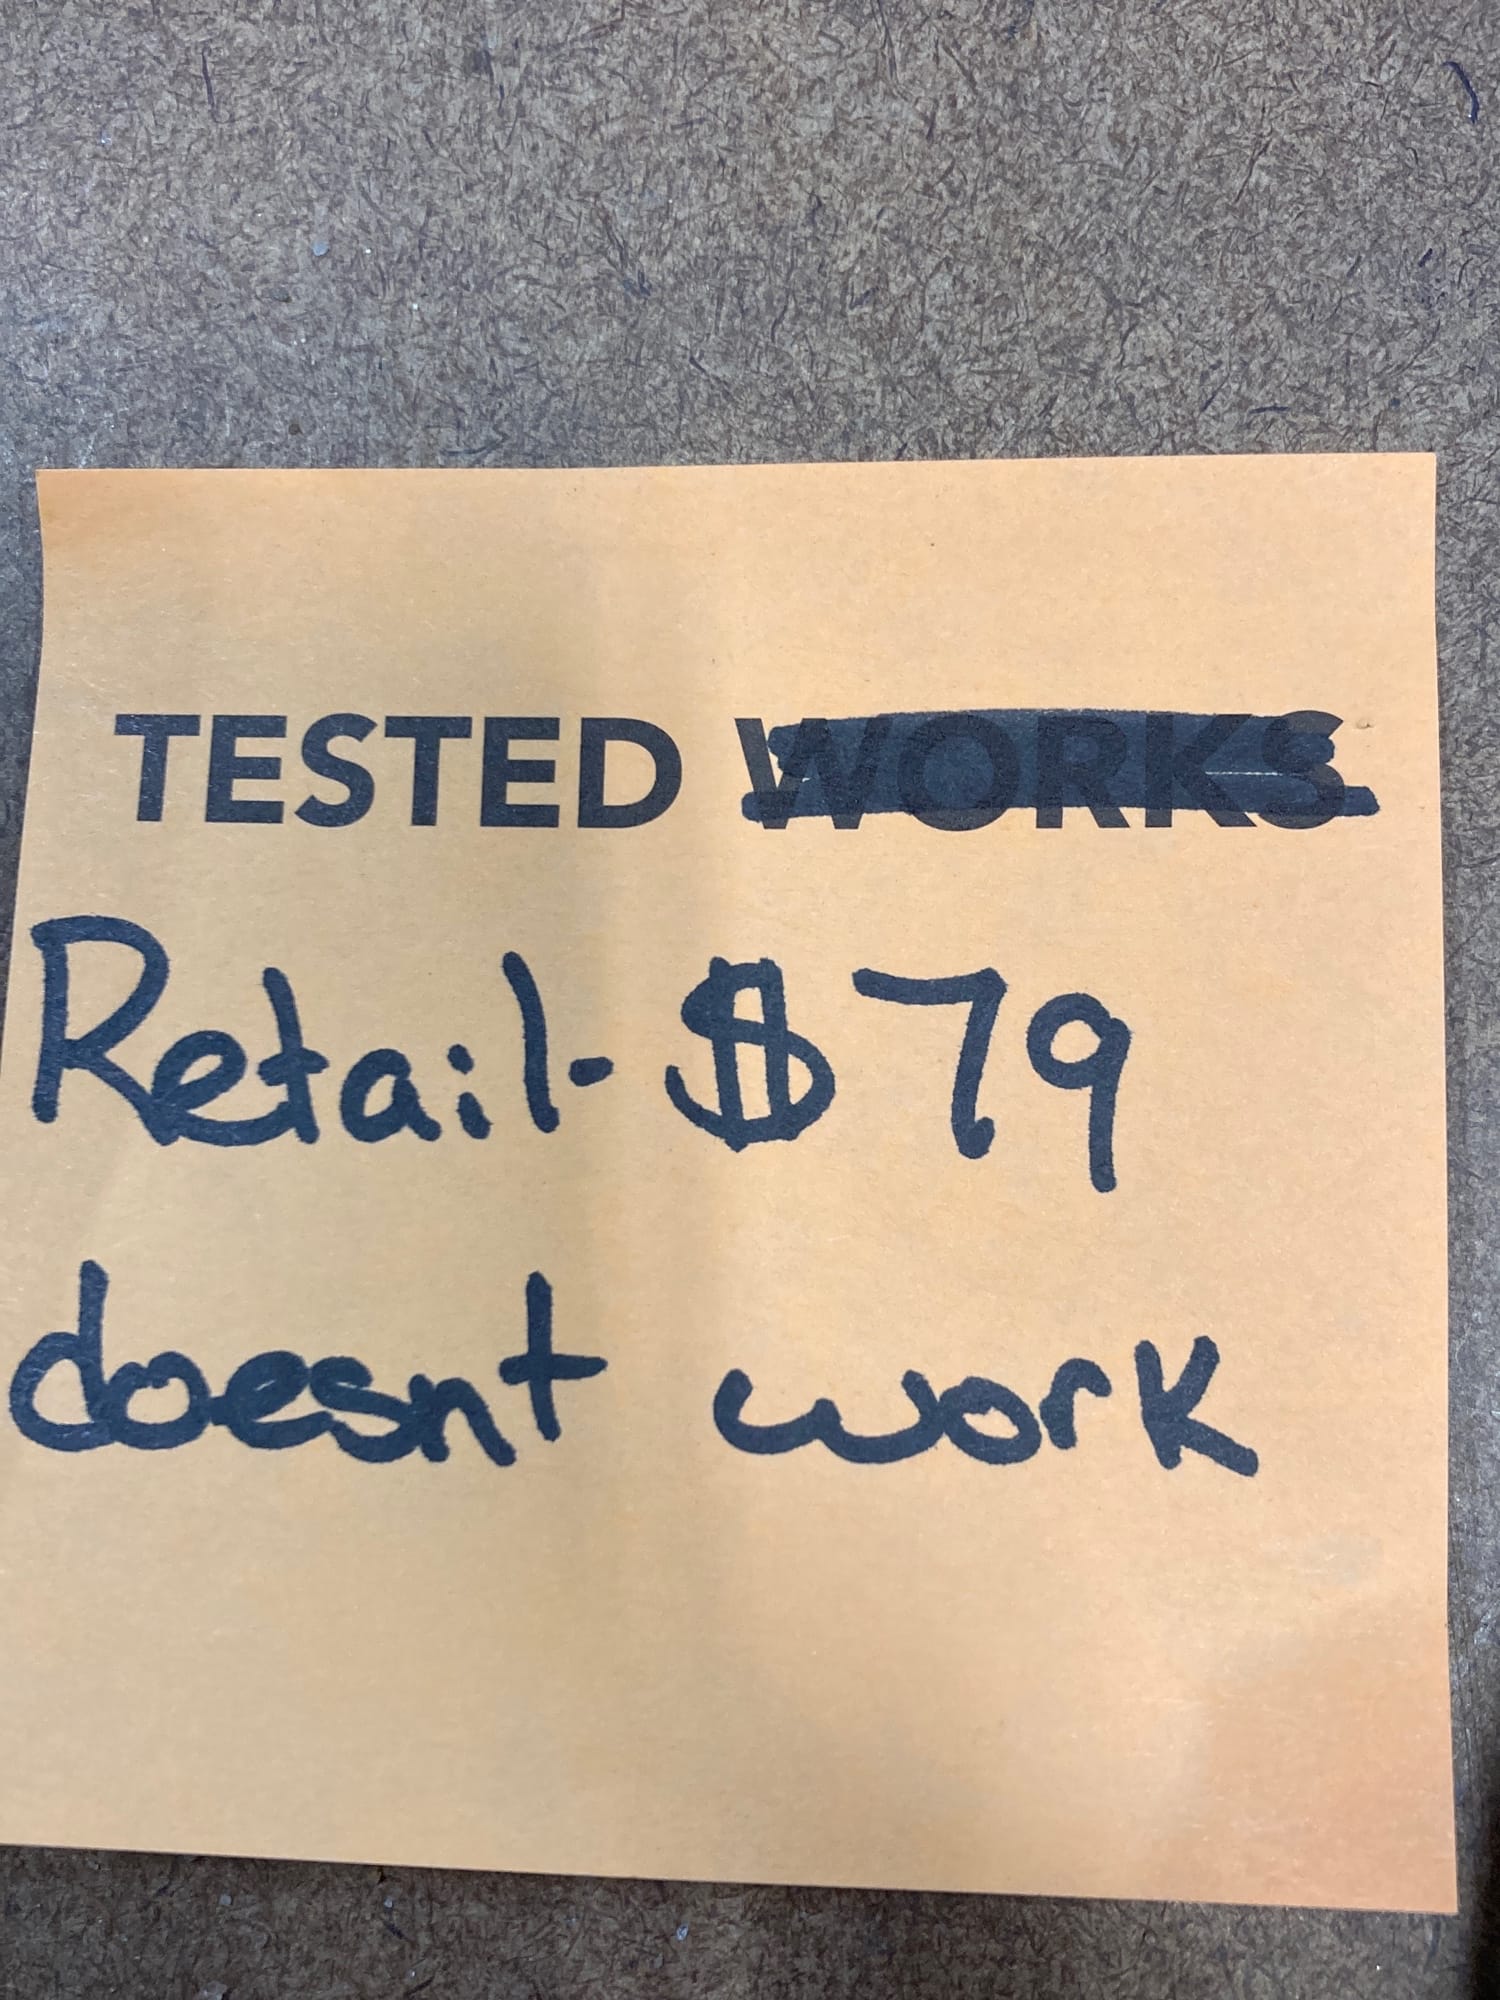 TESTED WORKS
Retail-$79
doesnt work